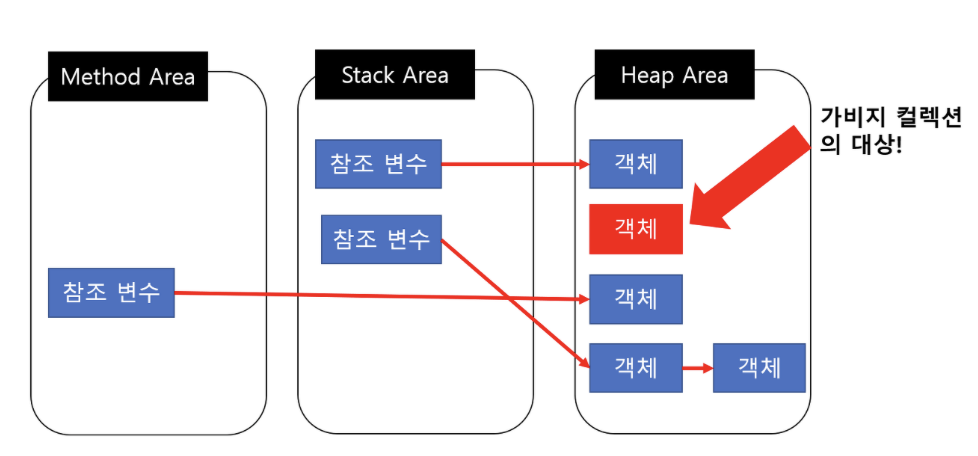 Method Area
Stack Area
Heap Area
가비지 컬렉션
의 대상!
참조 변수
객체
참조 변수
객체
참조 변수
객체
객체
객체